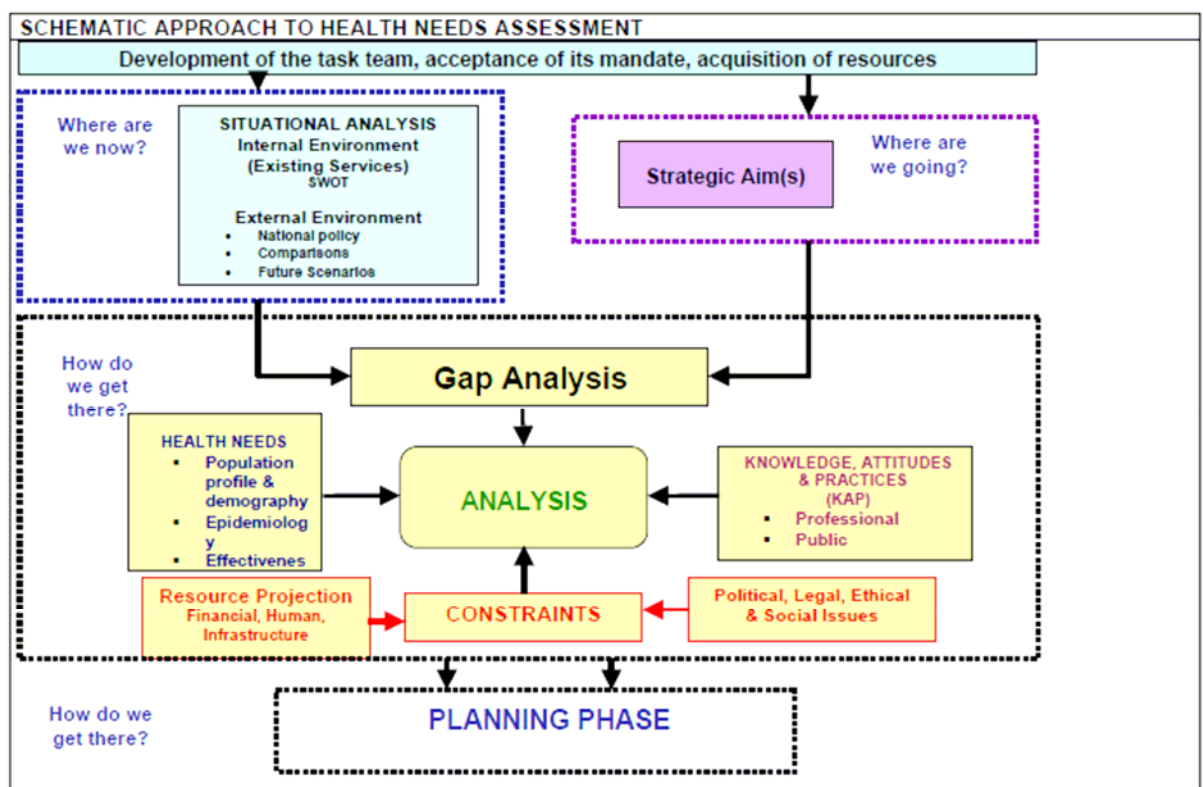 SCHEMATIC APPROACH TO HEALTH NEEDS ASSESSMENT
Development of the task team, acceptance of its mandate, acquisition of resources
Where are
we now?
SITUATIONAL ANALYSIS
Internal Environment
(Existing Services)
SWOT
External Environment
• National policy
• Comparisons
• Future Scenarios
Strategic Aim(s)
Where are
we going?
How do
we get
there?
Gap Analysis
HEALTH NEEDS
▪ Population
profile &
demography
▪ Epidemiolog
y
▪ Effectivenes
ANALYSIS
KNOWLEDGE, ATTITUDES
& PRACTICES
(KAP)
▪ Professional
▪ Public
Resource Projection
Financial, Human,
Infrastructure
CONSTRAINTS
Political, Legal, Ethical
& Social Issues
How do we
get there?
PLANNING PHASE